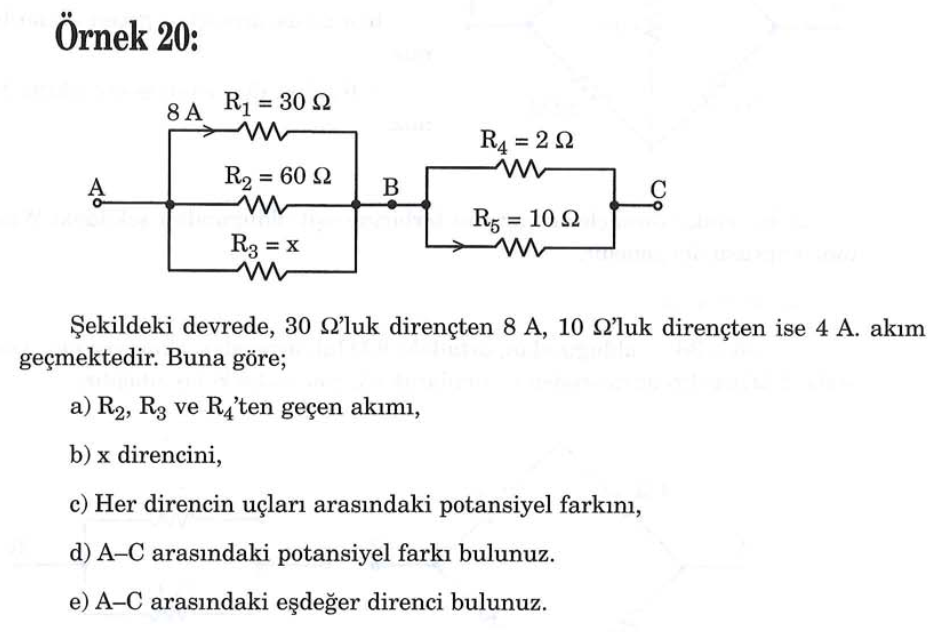 Örnek 20:
8 A R₁ = 30 Ω
R₄ = 2 Ω
R₂ = 60 Ω
A B C
R₅ = 10 Ω
R₃ = x
Şekildeki devrede, 30 Ω'luk dirençten 8 A, 10 Ω'luk dirençten ise 4 A. akım
geçmektedir. Buna göre;
a) R₂, R₃ ve R₄'ten geçen akımı,
b) x direncini,
c) Her direncin uçları arasındaki potansiyel farkını,
d) A–C arasındaki potansiyel farkı bulunuz.
e) A–C arasındaki eşdeğer direnci bulunuz.